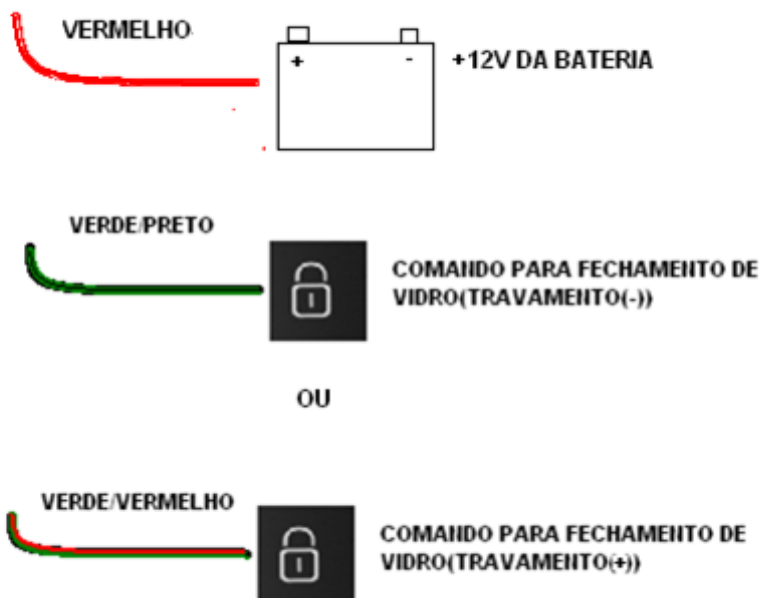 VERMELHO
+ - +12V DA BATERIA
VERDE/PRETO
COMANDO PARA FECHAMENTO DE
VIDRO(TRAVAMENTO(-))
OU
VERDE/VERMELHO
COMANDO PARA FECHAMENTO DE
VIDRO(TRAVAMENTO(+))